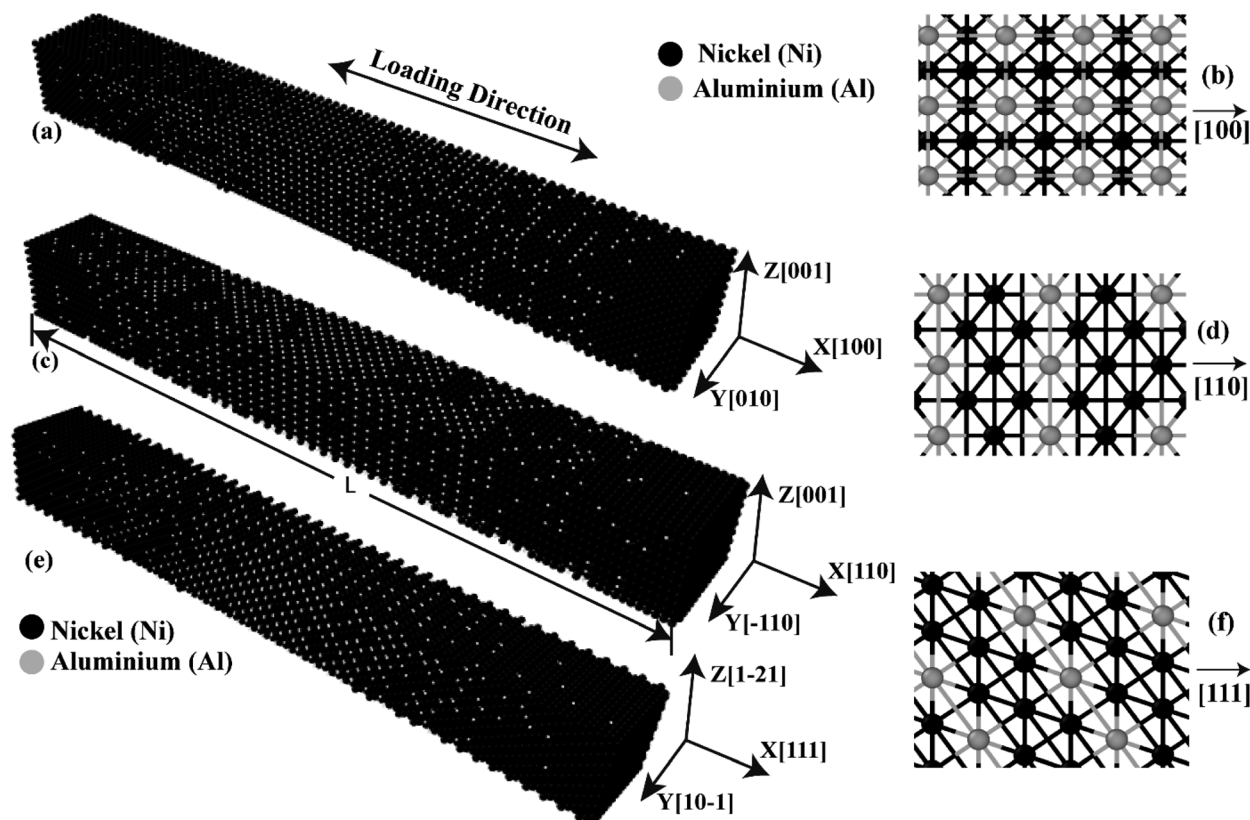 Loading Direction
Nickel (Ni)
Aluminium (Al)
(a)
Z[001]
X[100]
Y[010]
(b)
[100]
(c)
L
Z[001]
X[110]
Y[-110]
(d)
[110]
(e)
Nickel (Ni)
Aluminium (Al)
Z[1-21]
X[111]
Y[10-1]
(f)
[111]